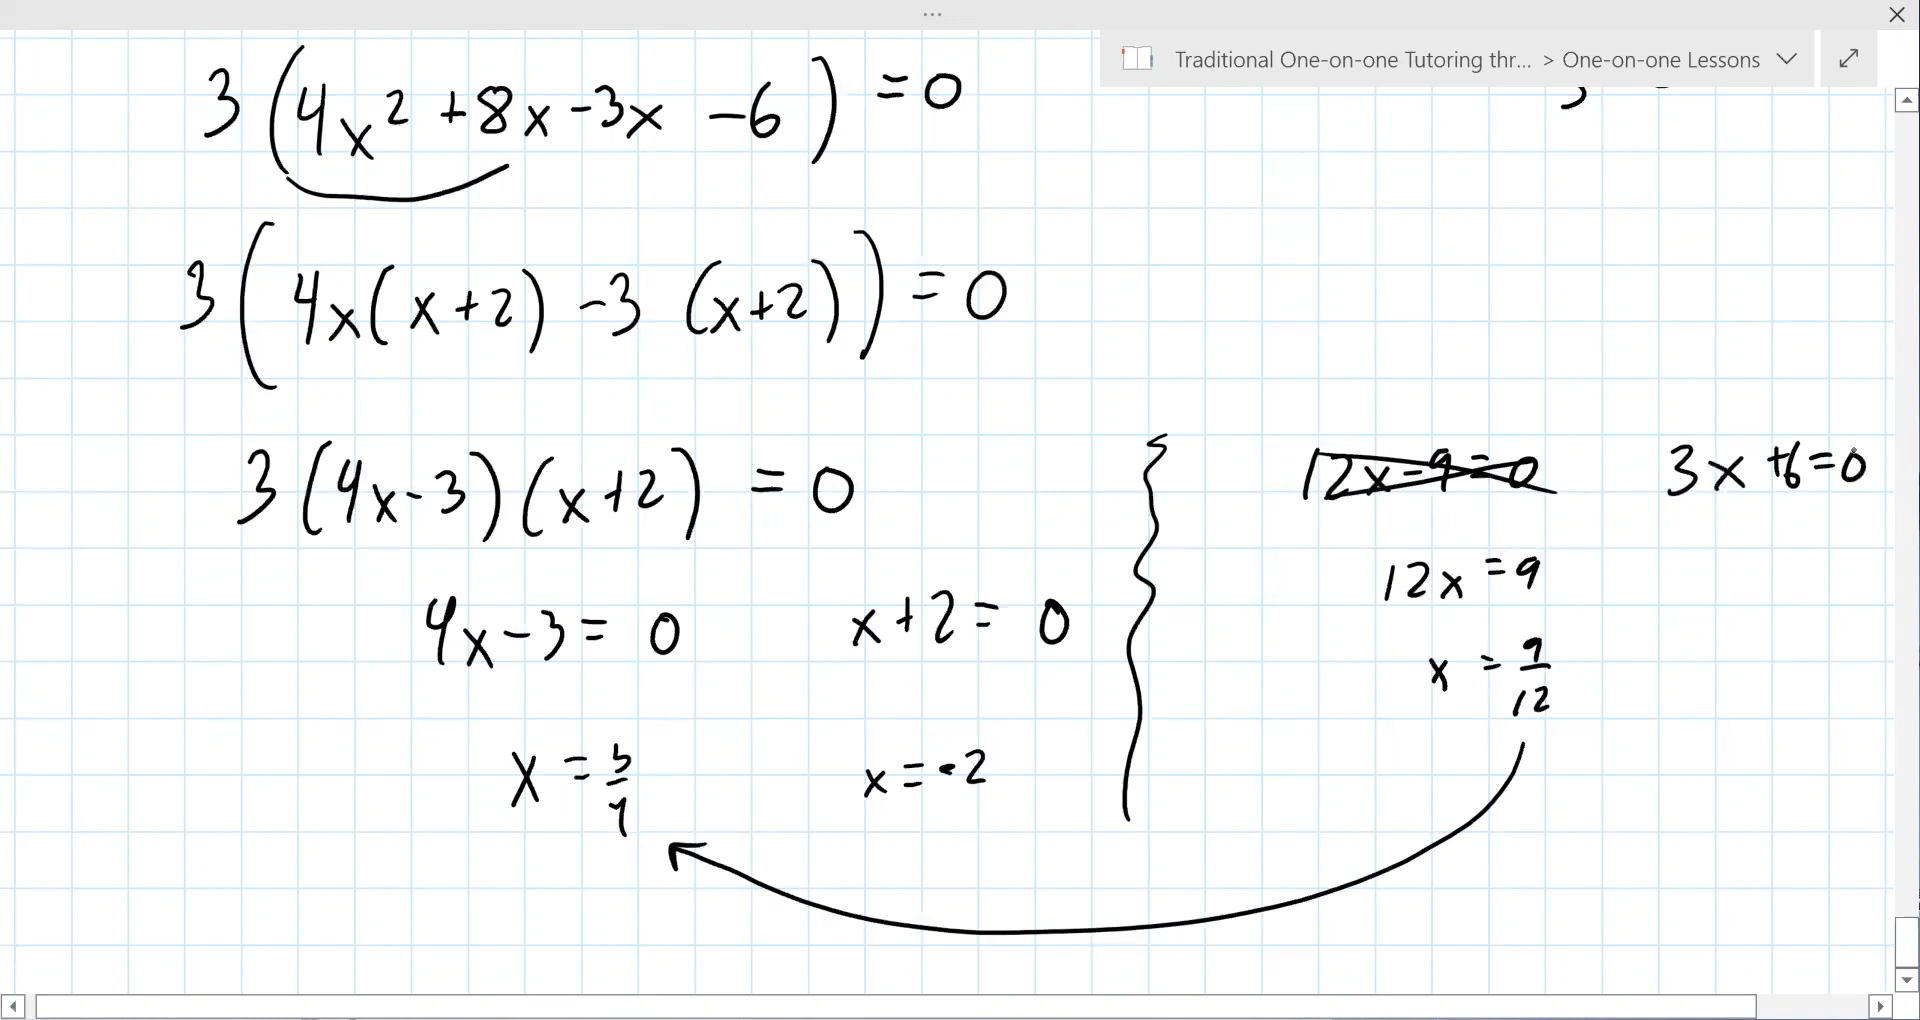 ...
Traditional One-on-one Tutoring thr... > One-on-one Lessons
3(4x² +8x -3x -6) = 0
3(4x(x+2) -3 (x+2)) = 0
3(4x-3)(x+2) = 0
4x-3 = 0 x+2 = 0
x = 3/4 x = -2
12x-9=0 3x+6=0
12x = 9
x = 9/12